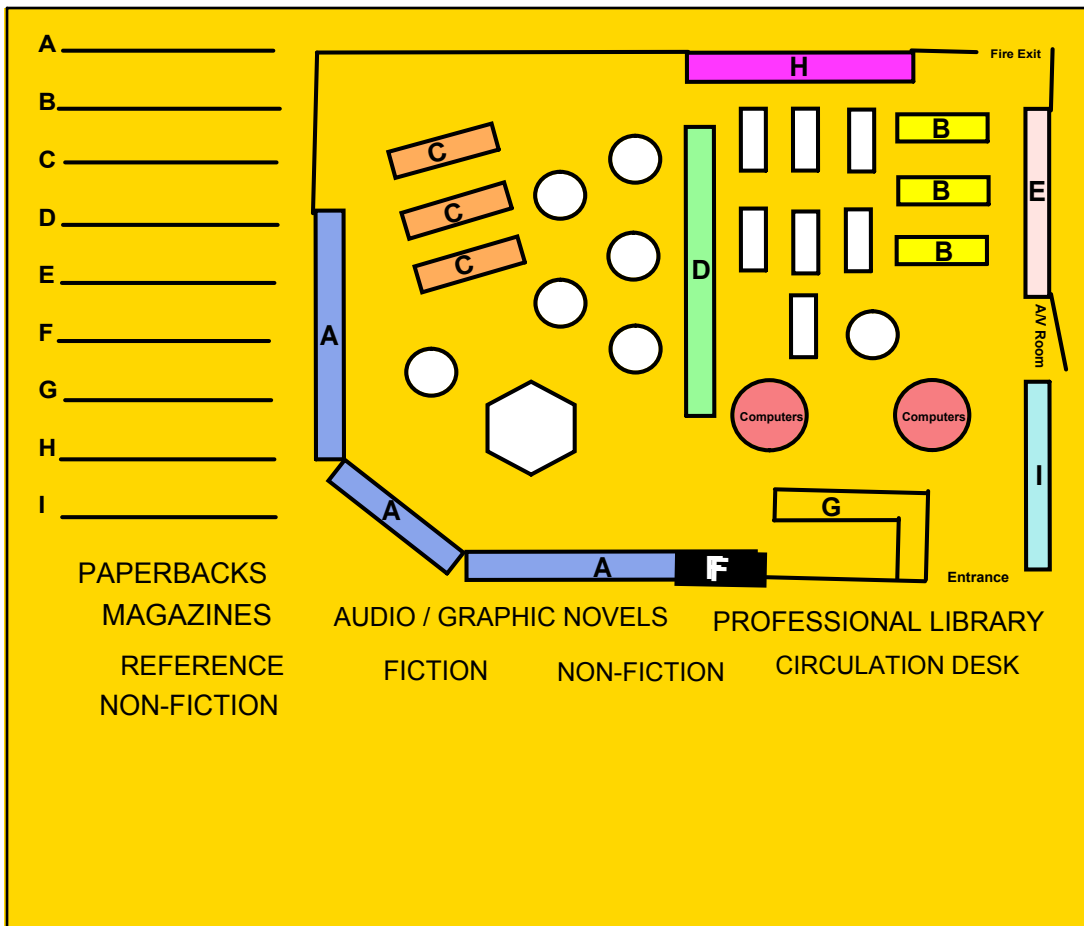 A
B
C
D
E
F
G
H
I
H
Fire Exit
C
C
C
B
B
B
E
D
A
A/V Room
Computers
Computers
A
G
I
A
F
Entrance
PAPERBACKS
MAGAZINES
AUDIO / GRAPHIC NOVELS
PROFESSIONAL LIBRARY
REFERENCE
FICTION
NON-FICTION
CIRCULATION DESK
NON-FICTION